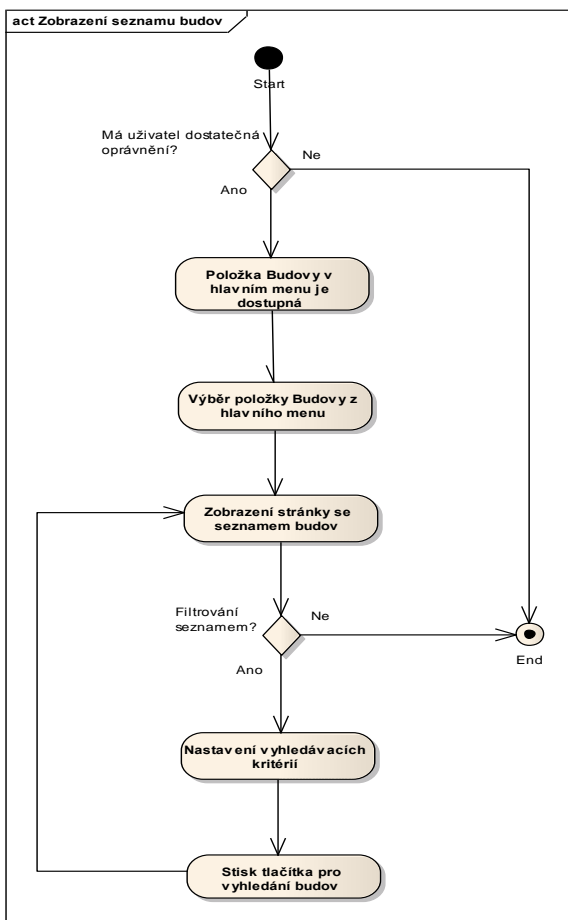 act Zobrazení seznamu budov
Start
Má uživatel dostatečná
oprávnění?
Ne
Ano
Položka Budovy v
hlavním menu je
dostupná
Výběr položky Budovy z
hlavního menu
Zobrazení stránky se
seznamem budov
Filtrování
seznamem?
Ne
Ano
End
Nastavení vyhledávacích
kritérií
Stisk tlačítka pro
vyhledání budov